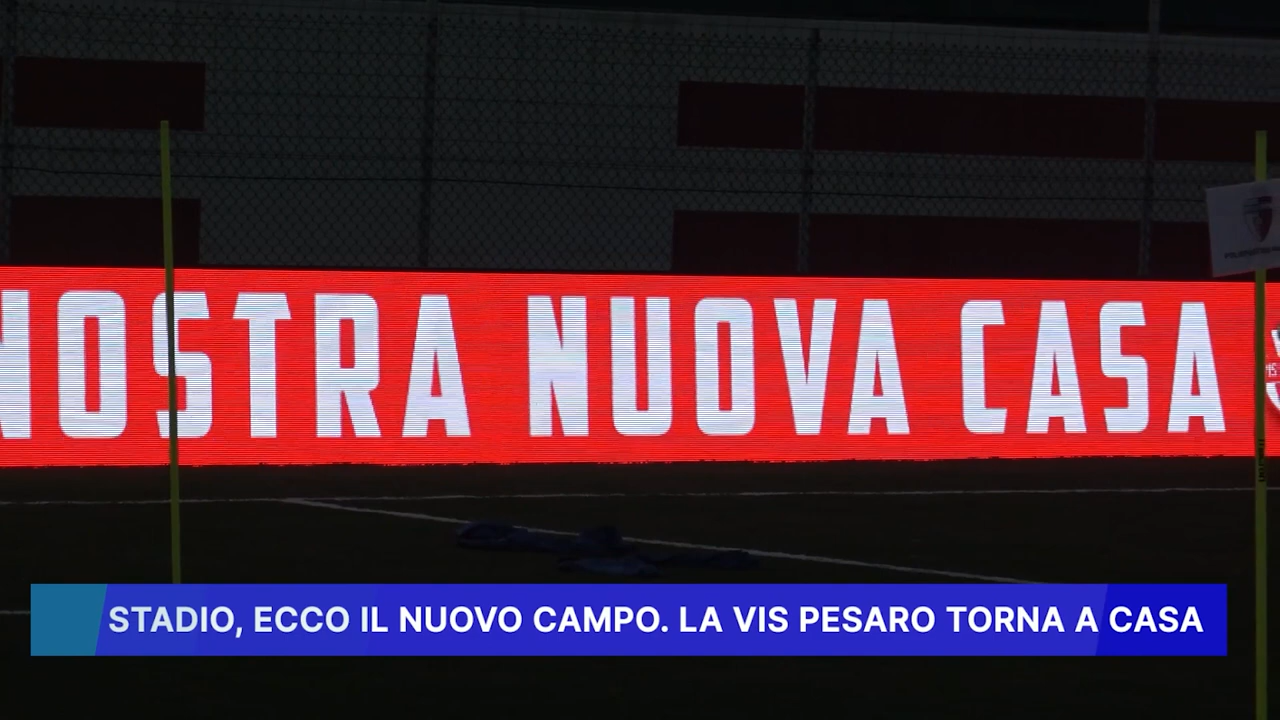 NOSTRA NUOVA CASA
STADIO, ECCO IL NUOVO CAMPO. LA VIS PESARO TORNA A CASA